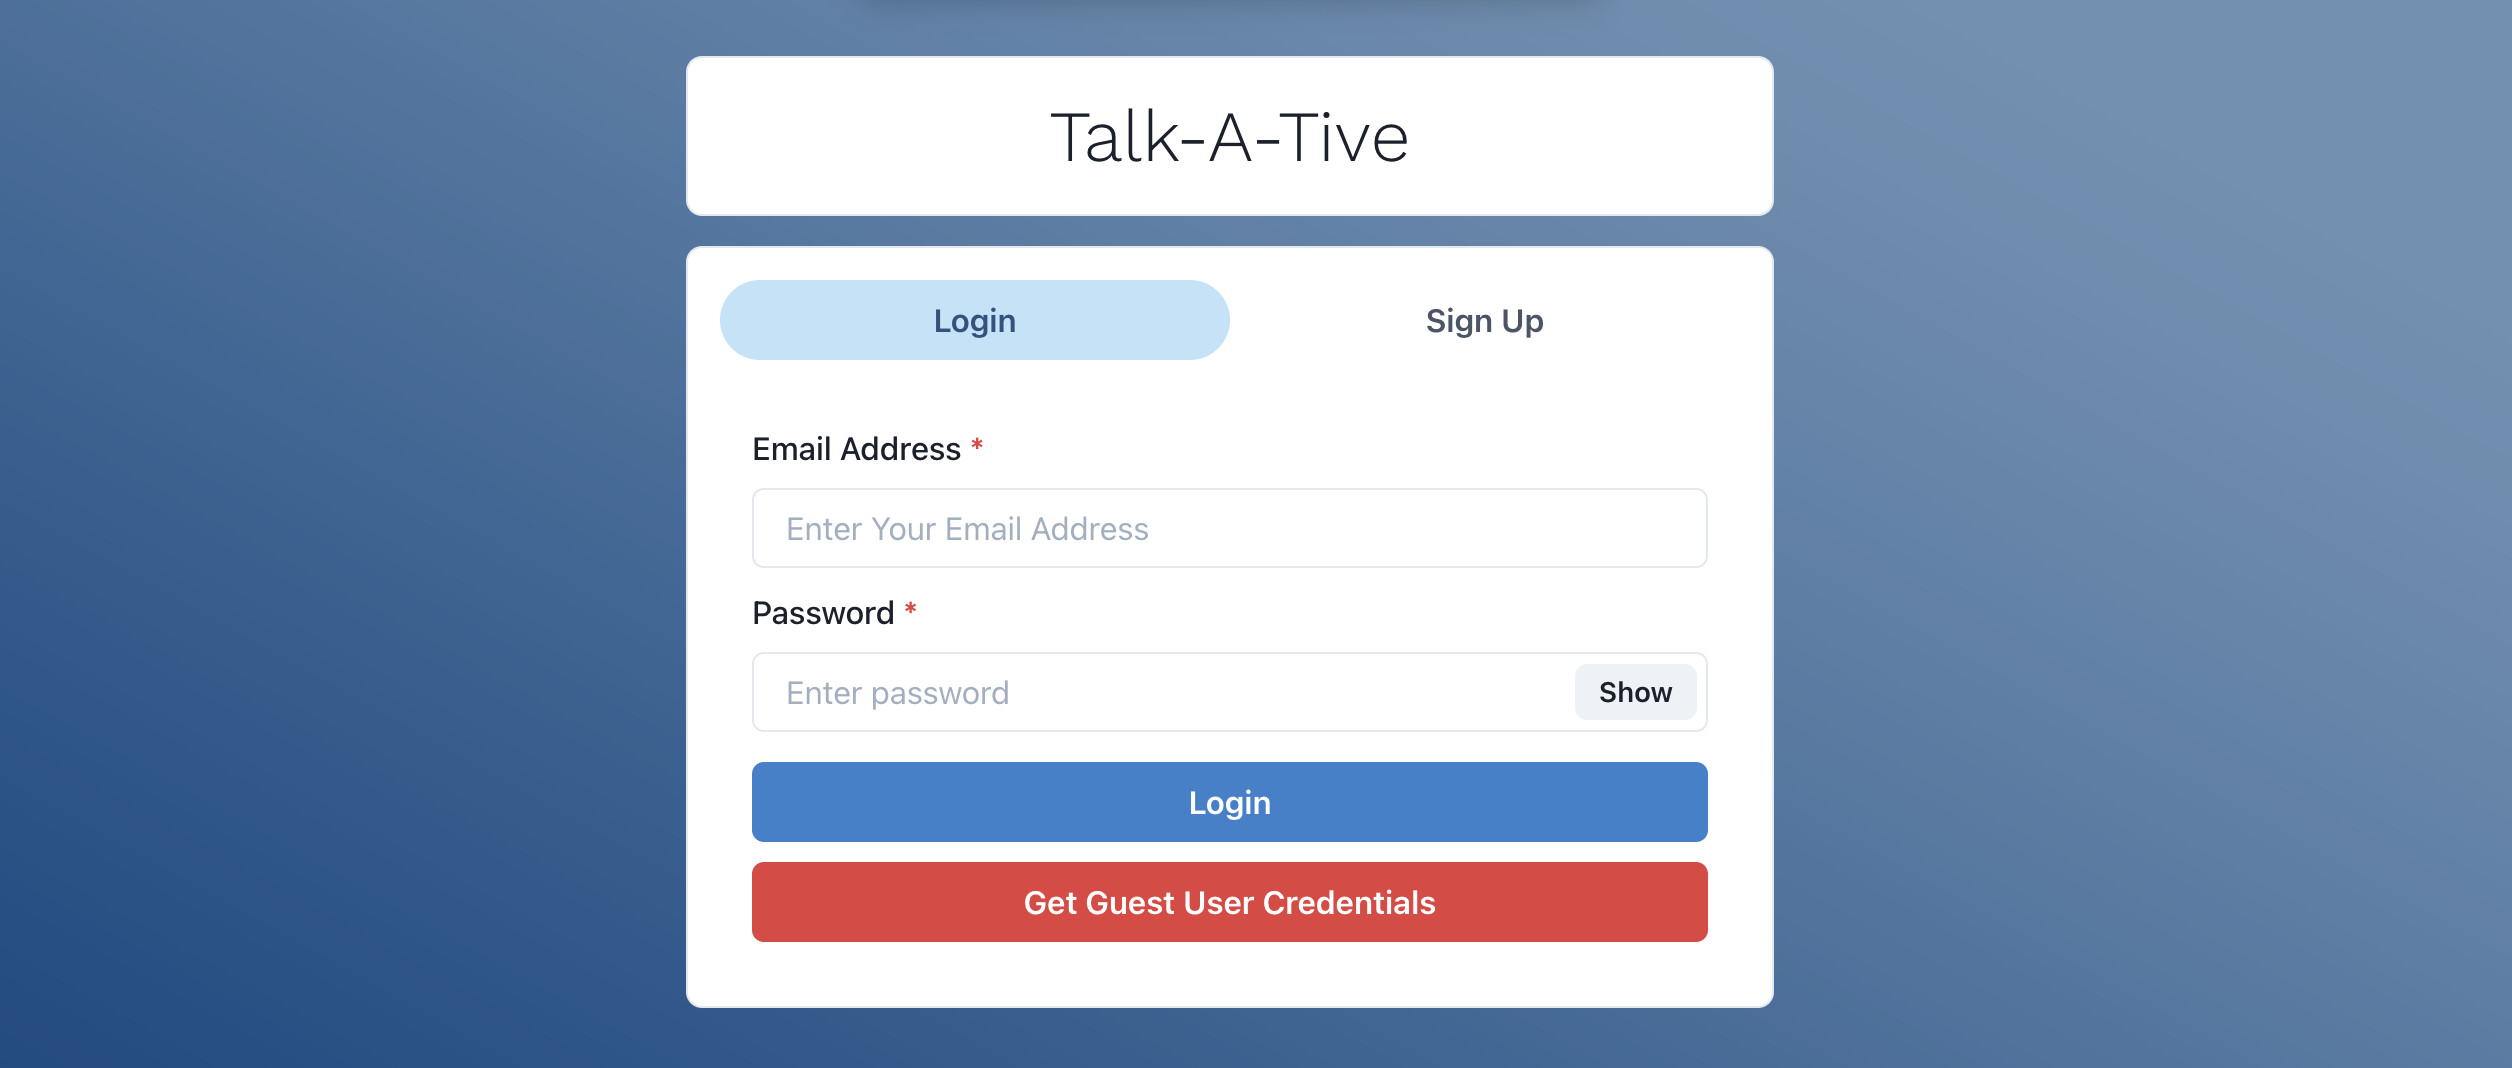 Talk-A-Tive
Login
Sign Up
Email Address *
Enter Your Email Address
Password *
Enter password
Show
Login
Get Guest User Credentials